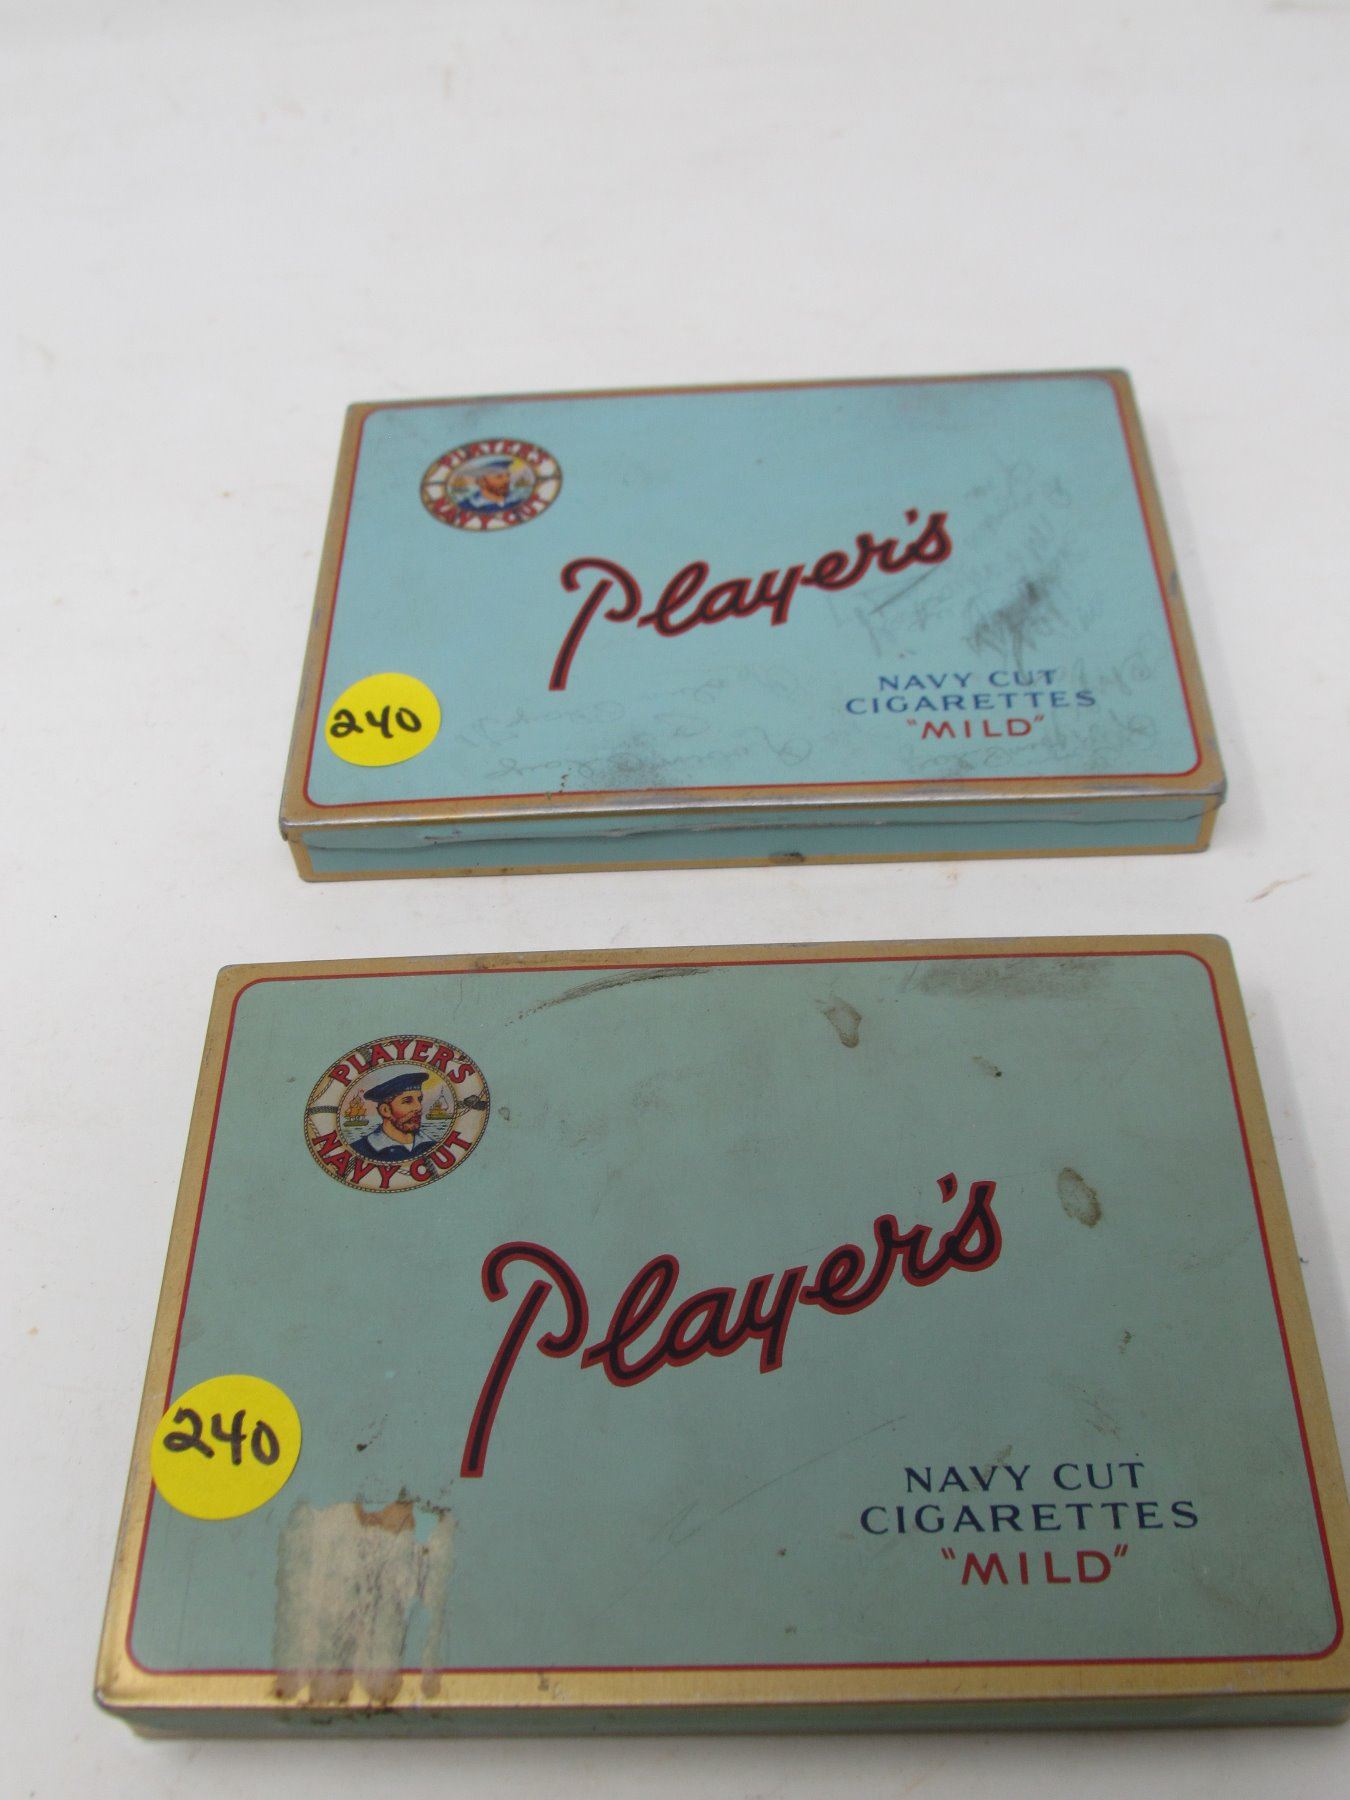 PLAYER'S
NAVY CUT
Player's
NAVY CUT
CIGARETTES
"MILD"
240
PLAYER'S
NAVY CUT
Player's
NAVY CUT
CIGARETTES
"MILD"
240